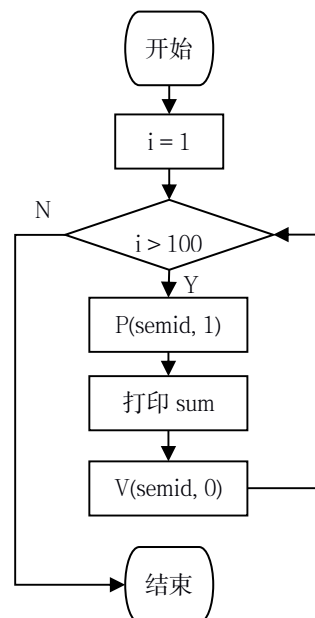 开始
i = 1
N
i > 100
Y
P(semid, 1)
打印 sum
V(semid, 0)
结束